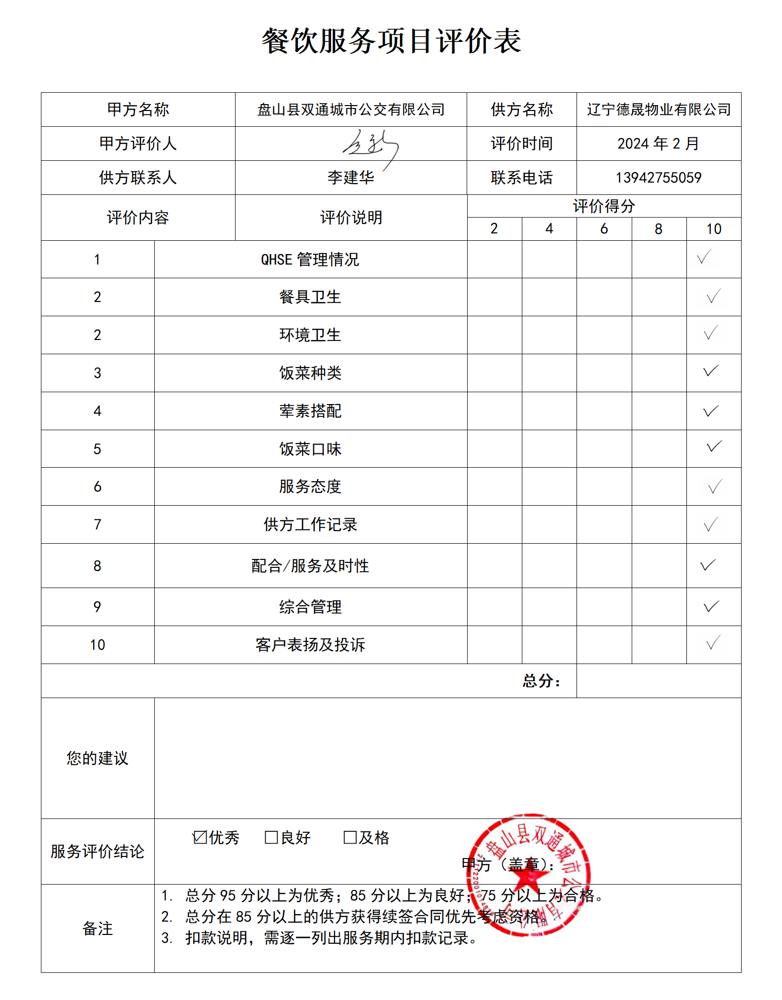 餐饮服务项目评价表
甲方名称 盘山县双通城市公交有限公司 供方名称 辽宁德晟物业有限公司
甲方评价人 评价时间 2024 年 2 月
供方联系人 李建华 联系电话 13942755059
评价内容 评价说明 评价得分
2 4 6 8 10
1 QHSE 管理情况 ✓
2 餐具卫生 ✓
2 环境卫生 ✓
3 饭菜种类 ✓
4 荤素搭配 ✓
5 饭菜口味 ✓
6 服务态度 ✓
7 供方工作记录 ✓
8 配合/服务及时性 ✓
9 综合管理 ✓
10 客户表扬及投诉 ✓
总分：
您的建议
服务评价结论 ☑优秀 □良好 □及格
甲方（盖章）：
盘山县双通城市公交有限公司
备注
1. 总分 95 分以上为优秀；85 分以上为良好；75 分以上为合格。
2. 总分在 85 分以上的供方获得续签合同优先考虑资格。
3. 扣款说明，需逐一列出服务期内扣款记录。